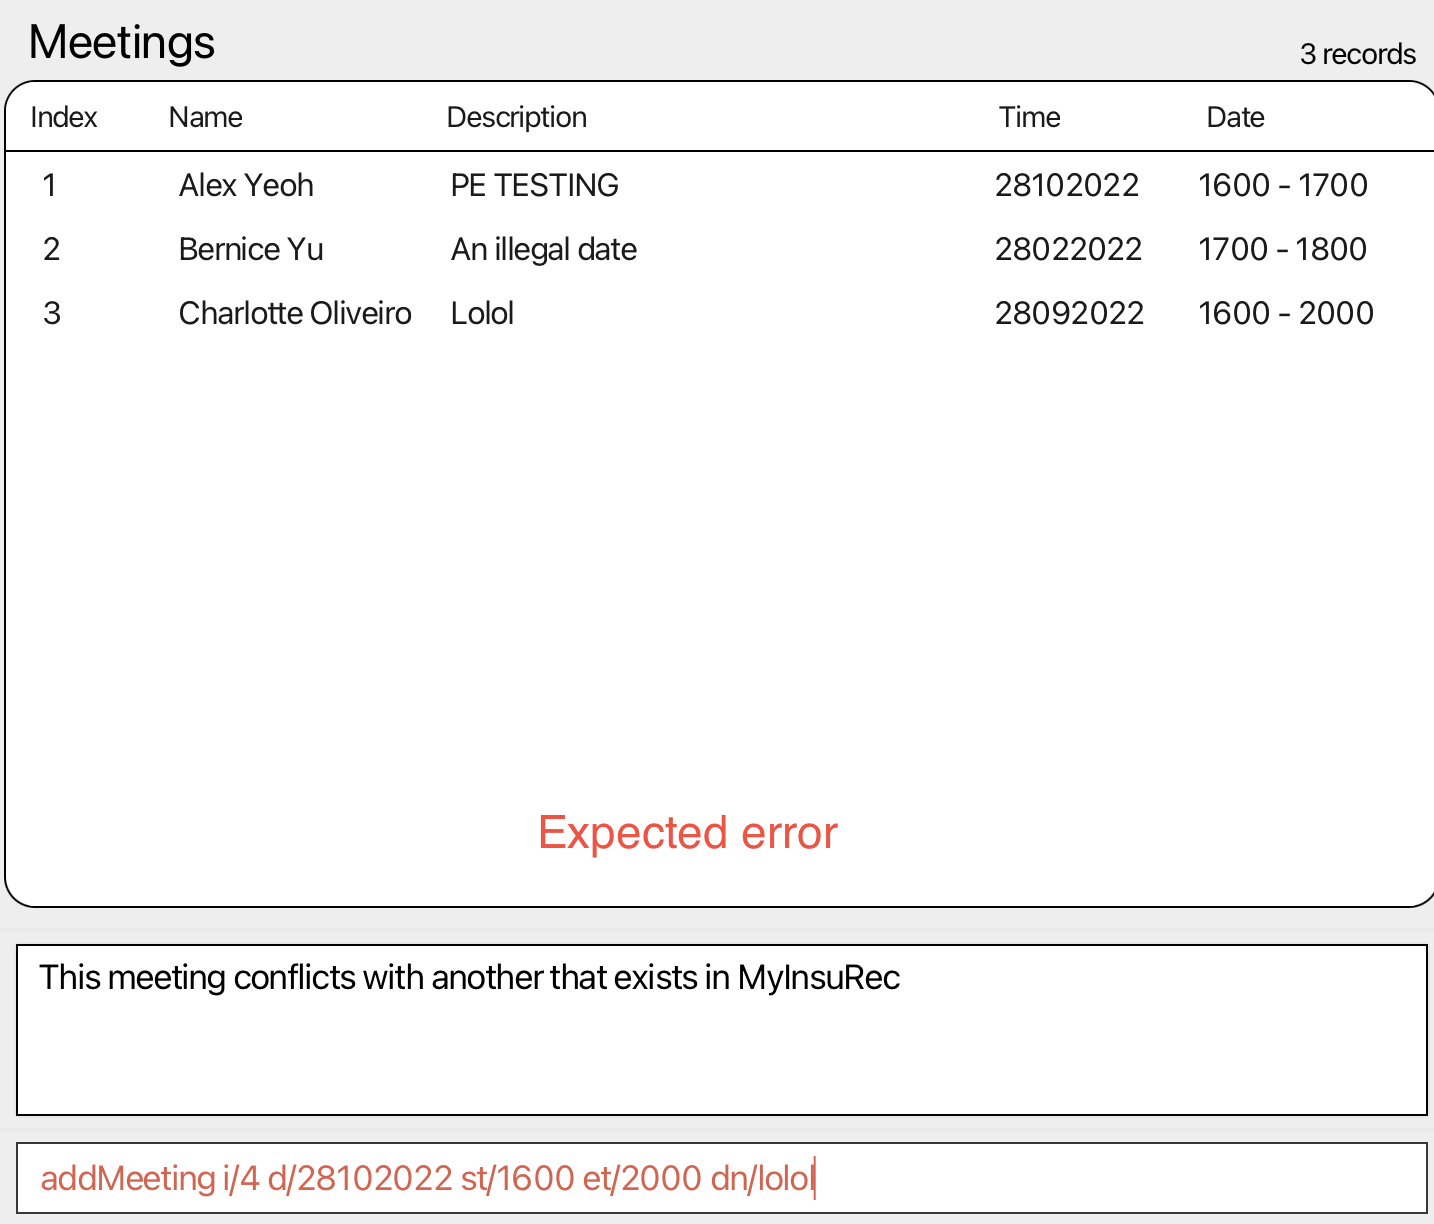 Meetings
3 records
Index Name Description Time Date
1 Alex Yeoh PE TESTING 28102022 1600 - 1700
2 Bernice Yu An illegal date 28022022 1700 - 1800
3 Charlotte Oliveiro Lolol 28092022 1600 - 2000
Expected error
This meeting conflicts with another that exists in MyInsuRec
addMeeting i/4 d/28102022 st/1600 et/2000 dn/lolol